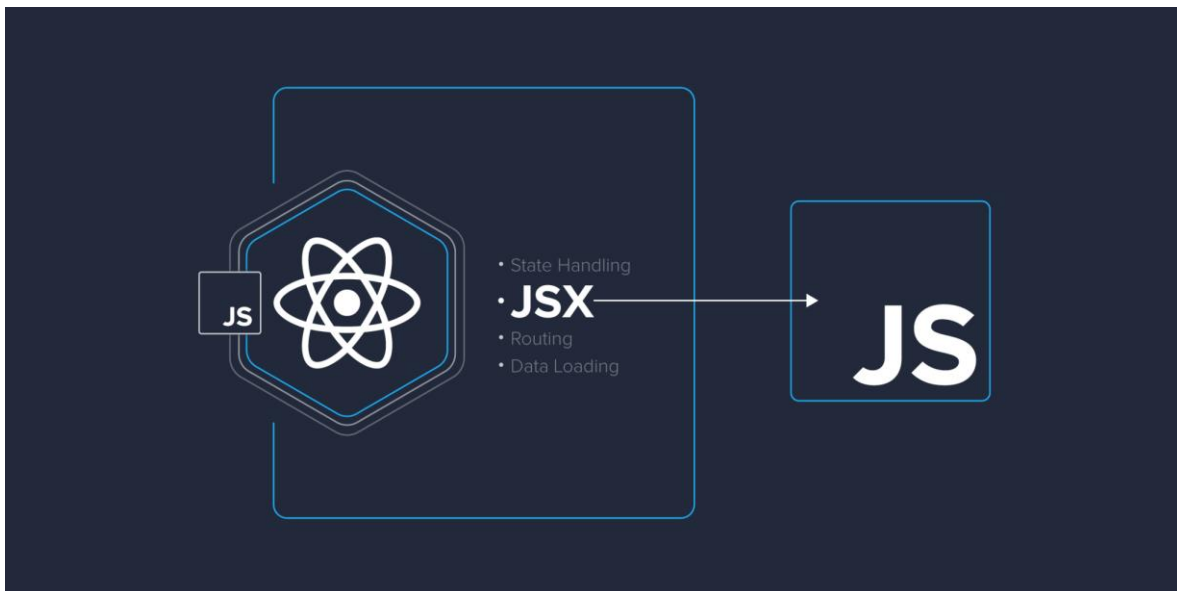 JS
• State Handling
• JSX
• Routing
• Data Loading
JS